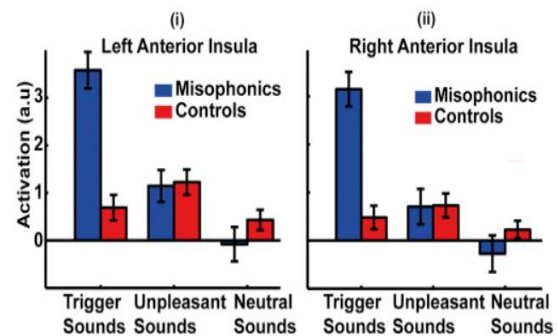 (i)
Left Anterior Insula
Misophonics
Controls
Activation (a.u)
3
2
1
0
Trigger Unpleasant Neutral
Sounds Sounds Sounds
(ii)
Right Anterior Insula
Misophonics
Controls
Trigger Unpleasant Neutral
Sounds Sounds Sounds